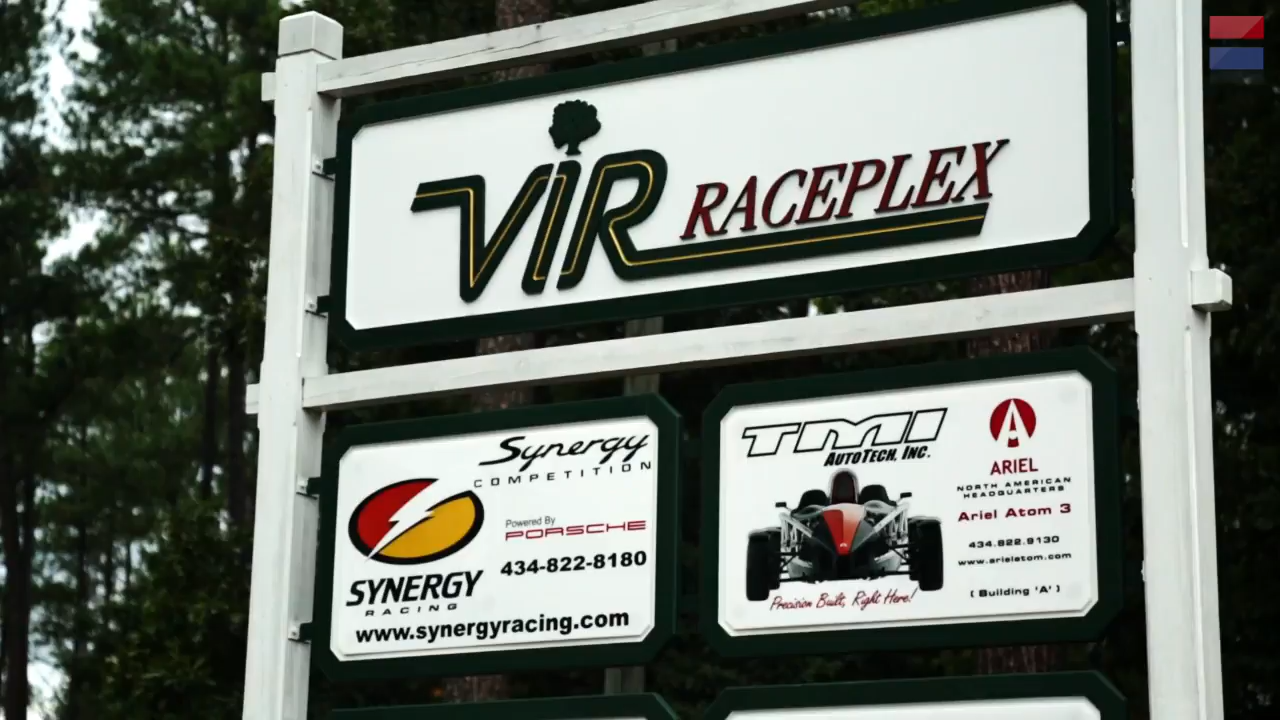 VIR RACEPLEX
Synergy
COMPETITION
Powered By
PORSCHE
434-822-8180
SYNERGY
RACING
www.synergyracing.com
TMI
AUTOTECH, INC.
Precision Built, Right Here!
ARIEL
NORTH AMERICAN
HEADQUARTERS
Ariel Atom 3
434.822.9130
www.arielatom.com
( Building 'A' )